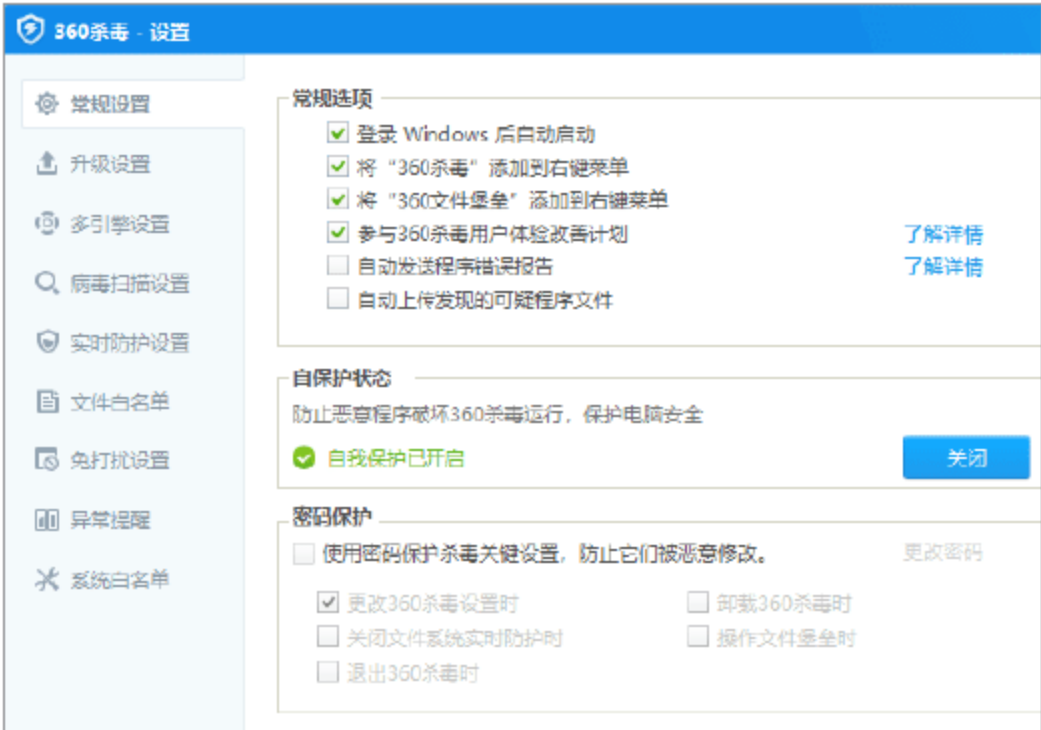 360杀毒 - 设置
常规设置
升级设置
多引擎设置
病毒扫描设置
实时防护设置
文件白名单
免打扰设置
异常提醒
系统白名单
常规选项
登录 Windows 后自动启动
将“360杀毒”添加到右键菜单
将“360文件堡垒”添加到右键菜单
参与360杀毒用户体验改善计划 了解详情
自动发送程序错误报告 了解详情
自动上传发现的可疑程序文件
自保护状态
防止恶意程序破坏360杀毒运行，保护电脑安全
自我保护已开启 关闭
密码保护
使用密码保护杀毒关键设置，防止它们被恶意修改。 更改密码
更改360杀毒设置时 卸载360杀毒时
关闭文件系统实时防护时 操作文件堡垒时
退出360杀毒时